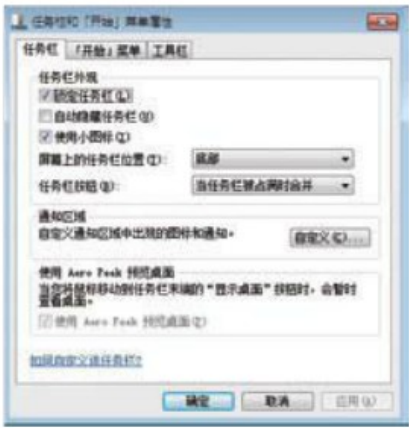 任务栏和「开始」菜单属性
任务栏 「开始」菜单 工具栏
任务栏外观
锁定任务栏(L)
自动隐藏任务栏(U)
使用小图标(I)
屏幕上的任务栏位置(T): 底部
任务栏按钮(B): 当任务栏被占满时合并
通知区域
自定义通知区域中出现的图标和通知。 自定义(C)...
使用 Aero Peek 预览桌面
当您将鼠标移动到任务栏末端的“显示桌面”按钮时，会暂时
查看桌面。
使用 Aero Peek 预览桌面(P)
如何自定义该任务栏?
确定 取消 应用(A)